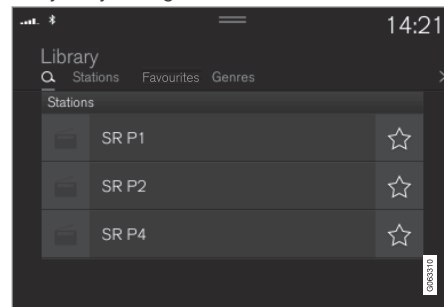 14:21
Library
Stations Favourites Genres
Stations
SR P1
SR P2
SR P4
G063310